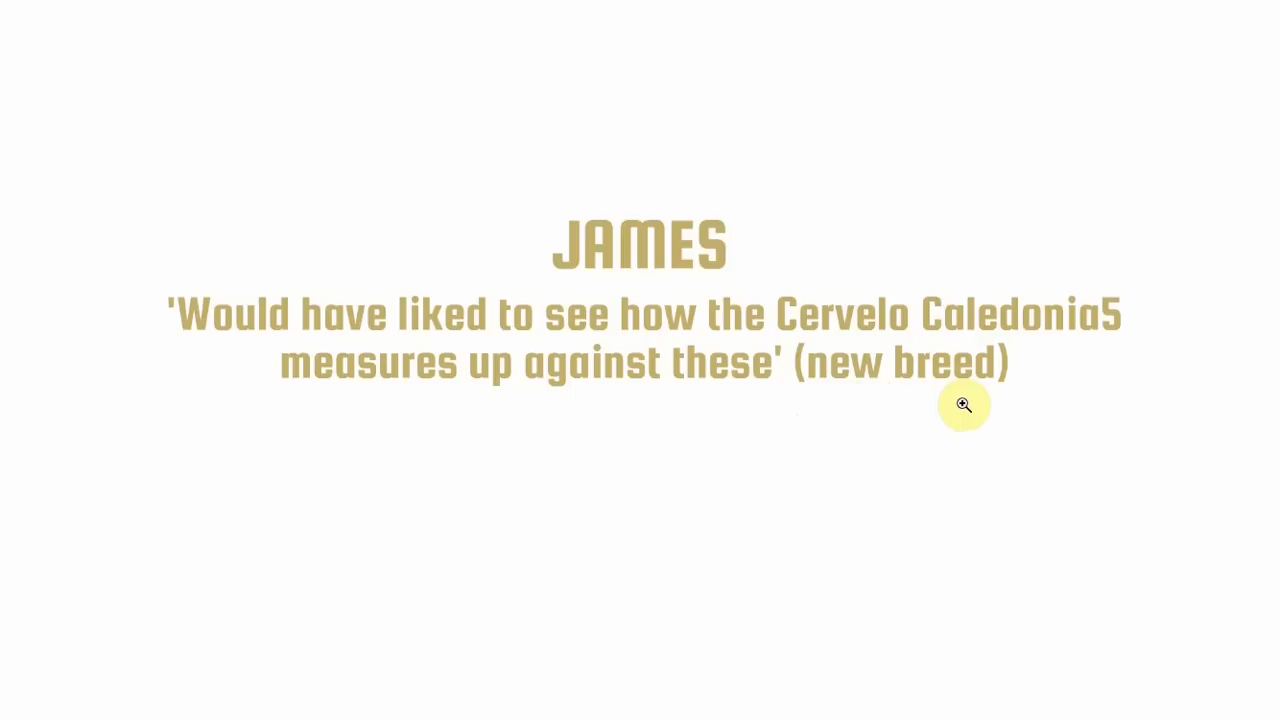 JAMES
'Would have liked to see how the Cervelo Caledonia5
measures up against these' (new breed)